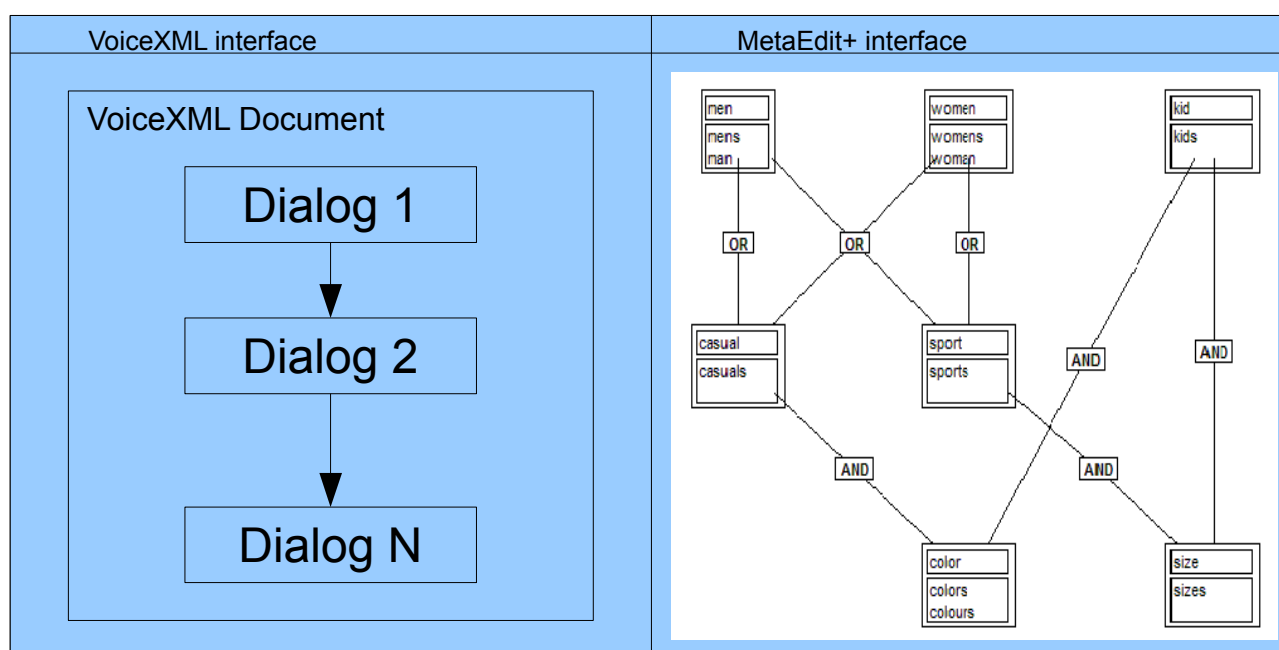 VoiceXML interface
VoiceXML Document
Dialog 1
Dialog 2
Dialog N
MetaEdit+ interface
men
mens
man
women
womens
woman
kid
kids
OR
OR
OR
casual
casuals
sport
sports
AND
AND
AND
AND
color
colors
colours
size
sizes